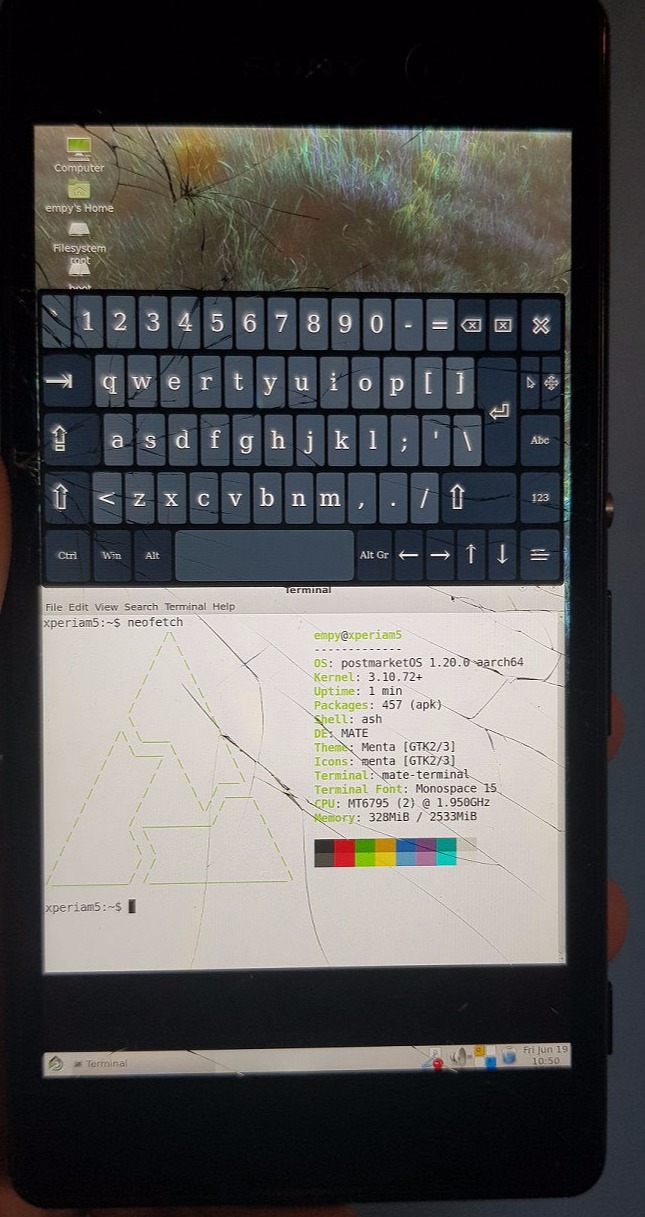 SONY
Computer
empy's Home
Filesystem
root
boot
` 1 2 3 4 5 6 7 8 9 0 - =
q w e r t y u i o p [ ]
a s d f g h j k l ; ' \ Abc
< z x c v b n m , . / 123
Ctrl Win Alt Alt Gr
Terminal
File Edit View Search Terminal Help
xperiam5:~$ neofetch
empy@xperiam5
-------------
OS: postmarketOS 1.20.0 aarch64
Kernel: 3.10.72+
Uptime: 1 min
Packages: 457 (apk)
Shell: ash
DE: MATE
Theme: Menta [GTK2/3]
Icons: menta [GTK2/3]
Terminal: mate-terminal
Terminal Font: Monospace 15
CPU: MT6795 (2) @ 1.950GHz
Memory: 328MiB / 2533MiB
xperiam5:~$
Terminal
Fri Jun 19
10:50